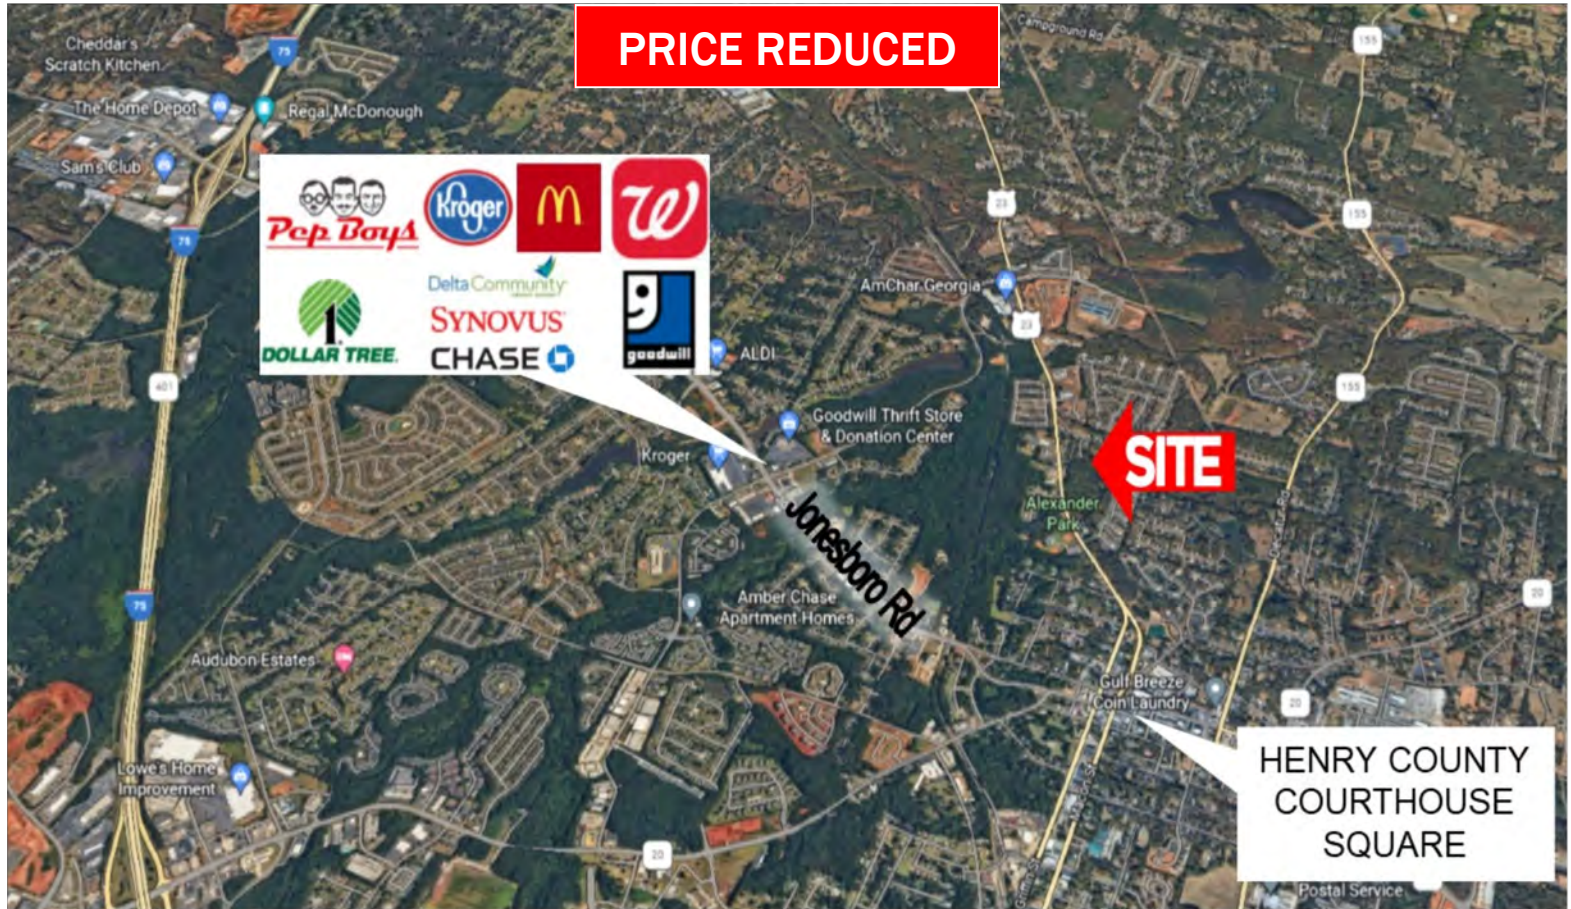 PRICE REDUCED
Campground Rd
155
Cheddar's
Scratch Kitchen
75
The Home Depot
Regal McDonough
Sam's Club
Pep Boys
Kroger
M
W
23
155
75
Delta Community
DOLLAR TREE
1
SYNOVUS
CHASE
goodwill
AmChar Georgia
23
ALDI
401
155
Goodwill Thrift Store
& Donation Center
Kroger
SITE
Alexander
Park
Jonesboro Rd
75
Amber Chase
Apartment Homes
20
Audubon Estates
Gulf Breeze
Coin Laundry
20
Lowe's Home
Improvement
HENRY COUNTY
COURTHOUSE
SQUARE
20
Postal Service